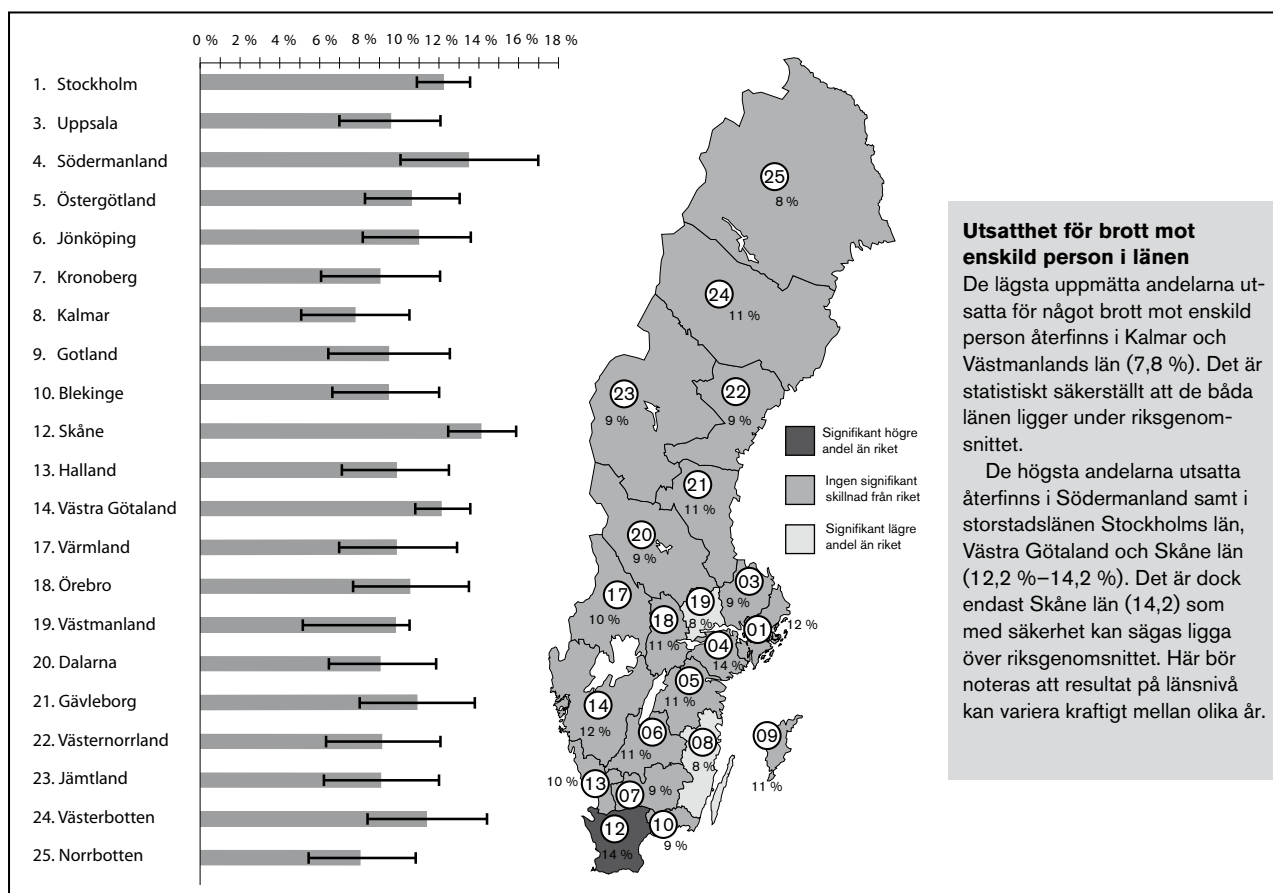 0 % 2 % 4 % 6 % 8 % 10 % 12 % 14 % 16 % 18 %
1. Stockholm
3. Uppsala
4. Södermanland
5. Östergötland
6. Jönköping
7. Kronoberg
8. Kalmar
9. Gotland
10. Blekinge
12. Skåne
13. Halland
14. Västra Götaland
17. Värmland
18. Örebro
19. Västmanland
20. Dalarna
21. Gävleborg
22. Västernorrland
23. Jämtland
24. Västerbotten
25. Norrbotten
25
8 %
24
11 %
23
9 %
22
9 %
21
11 %
20
9 %
03
9 %
19
8 %
17
10 %
18
11 %
01
12 %
04
14 %
05
11 %
14
12 %
06
11 %
08
8 %
09
11 %
13
10 %
07
9 %
12
14 %
10
9 %
Signifikant högre
andel än riket
Ingen signifikant
skillnad från riket
Signifikant lägre
andel än riket
Utsatthet för brott mot
enskild person i länen
De lägsta uppmätta andelarna ut-
satta för något brott mot enskild
person återfinns i Kalmar och
Västmanlands län (7,8 %). Det är
statistiskt säkerställt att de båda
länen ligger under riksgenom-
snittet.
De högsta andelarna utsatta
återfinns i Södermanland samt i
storstadslänen Stockholms län,
Västra Götaland och Skåne län
(12,2 %–14,2 %). Det är dock
endast Skåne län (14,2) som
med säkerhet kan sägas ligga
över riksgenomsnittet. Här bör
noteras att resultat på länsnivå
kan variera kraftigt mellan olika år.